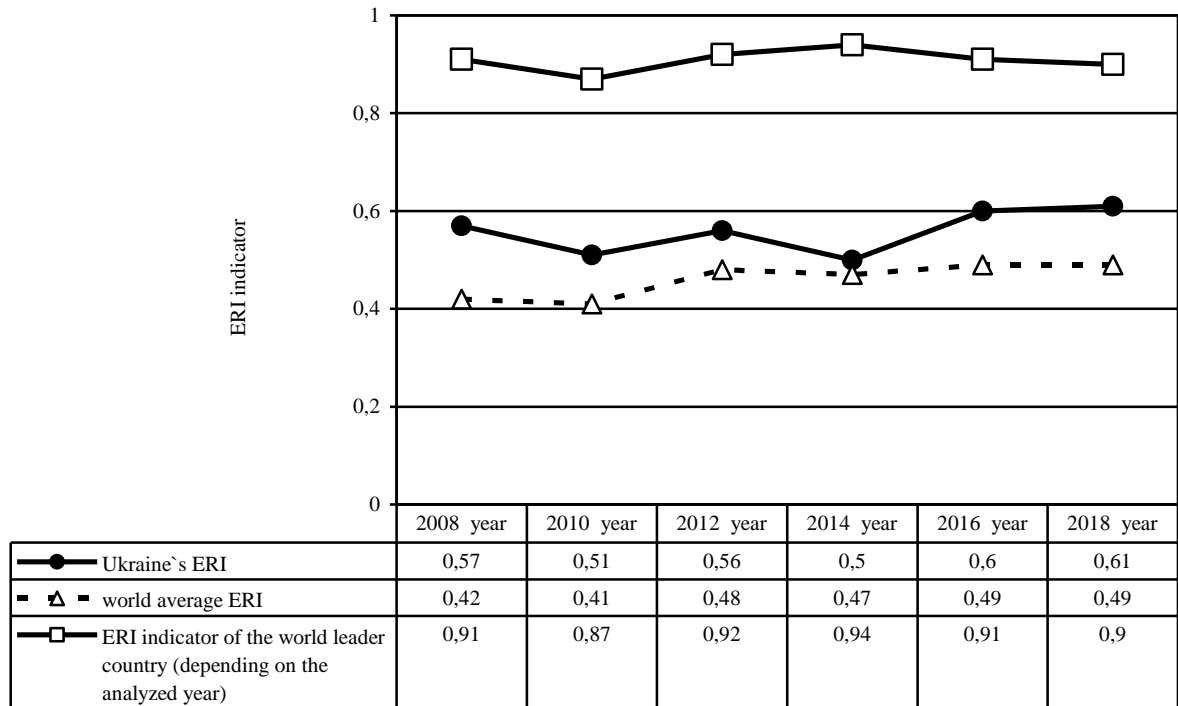 1
0,8
0,6
0,4
0,2
0
ERI indicator
2008 year 2010 year 2012 year 2014 year 2016 year 2018 year
Ukraine`s ERI 0,57 0,51 0,56 0,5 0,6 0,61
world average ERI 0,42 0,41 0,48 0,47 0,49 0,49
ERI indicator of the world leader 0,91 0,87 0,92 0,94 0,91 0,9
country (depending on the
analyzed year)